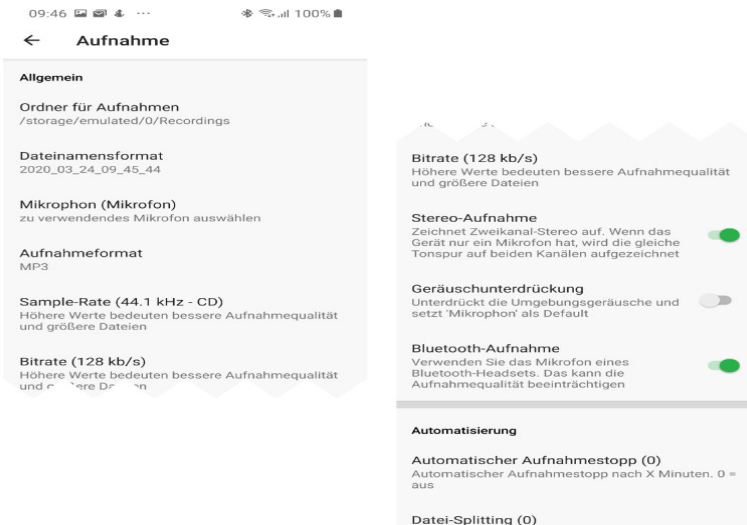 09:46 ... 100%
Aufnahme
Allgemein
Ordner für Aufnahmen
/storage/emulated/0/Recordings
Dateinamensformat
2020_03_24_09_45_44
Mikrophon (Mikrofon)
zu verwendendes Mikrofon auswählen
Aufnahmeformat
MP3
Sample-Rate (44.1 kHz - CD)
Höhere Werte bedeuten bessere Aufnahmequalität
und größere Dateien
Bitrate (128 kb/s)
Höhere Werte bedeuten bessere Aufnahmequalität
und
Bitrate (128 kb/s)
Höhere Werte bedeuten bessere Aufnahmequalität
und größere Dateien
Stereo-Aufnahme
Zeichnet Zweikanal-Stereo auf. Wenn das
Gerät nur ein Mikrofon hat, wird die gleiche
Tonspur auf beiden Kanälen aufgezeichnet
Geräuschunterdrückung
Unterdrückt die Umgebungsgeräusche und
setzt 'Mikrophon' als Default
Bluetooth-Aufnahme
Verwenden Sie das Mikrofon eines
Bluetooth-Headsets. Das kann die
Aufnahmequalität beeinträchtigen
Automatisierung
Automatischer Aufnahmestopp (0)
Automatischer Aufnahmestopp nach X Minuten. 0 =
aus
Datei-Splitting (0)